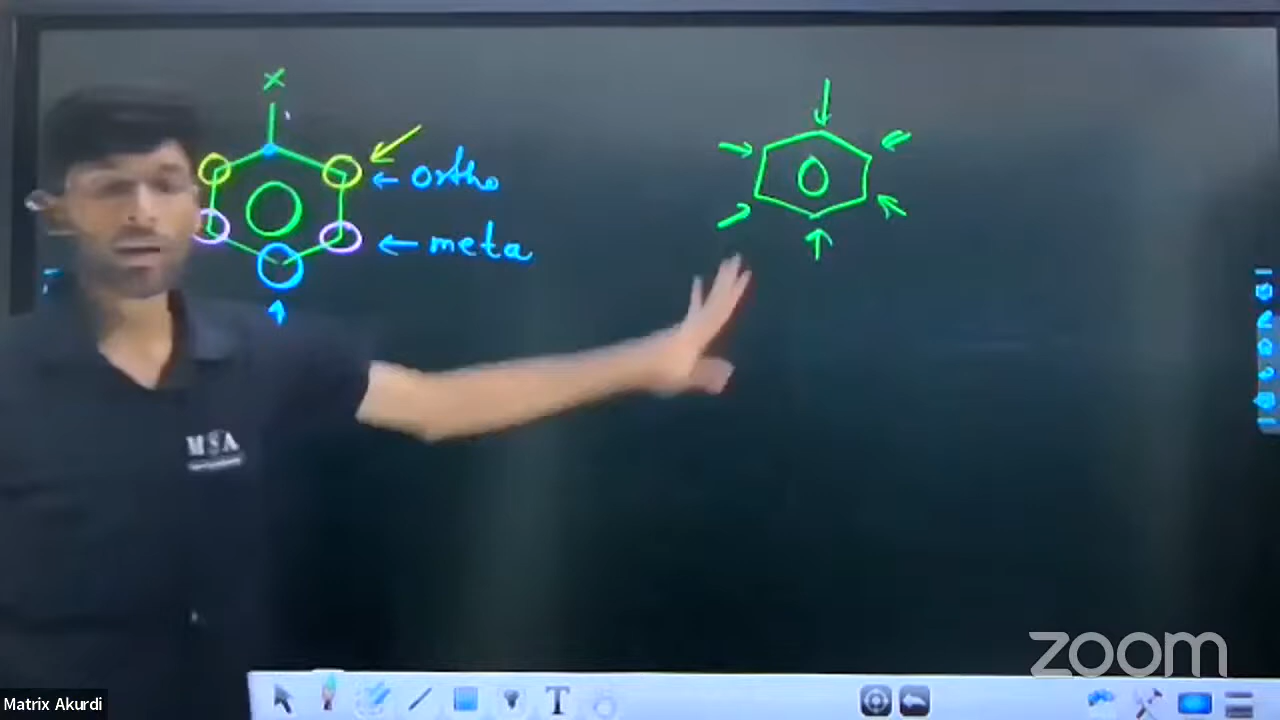 X
← ortho
← meta
MSA
zoom
T
Matrix Akurdi